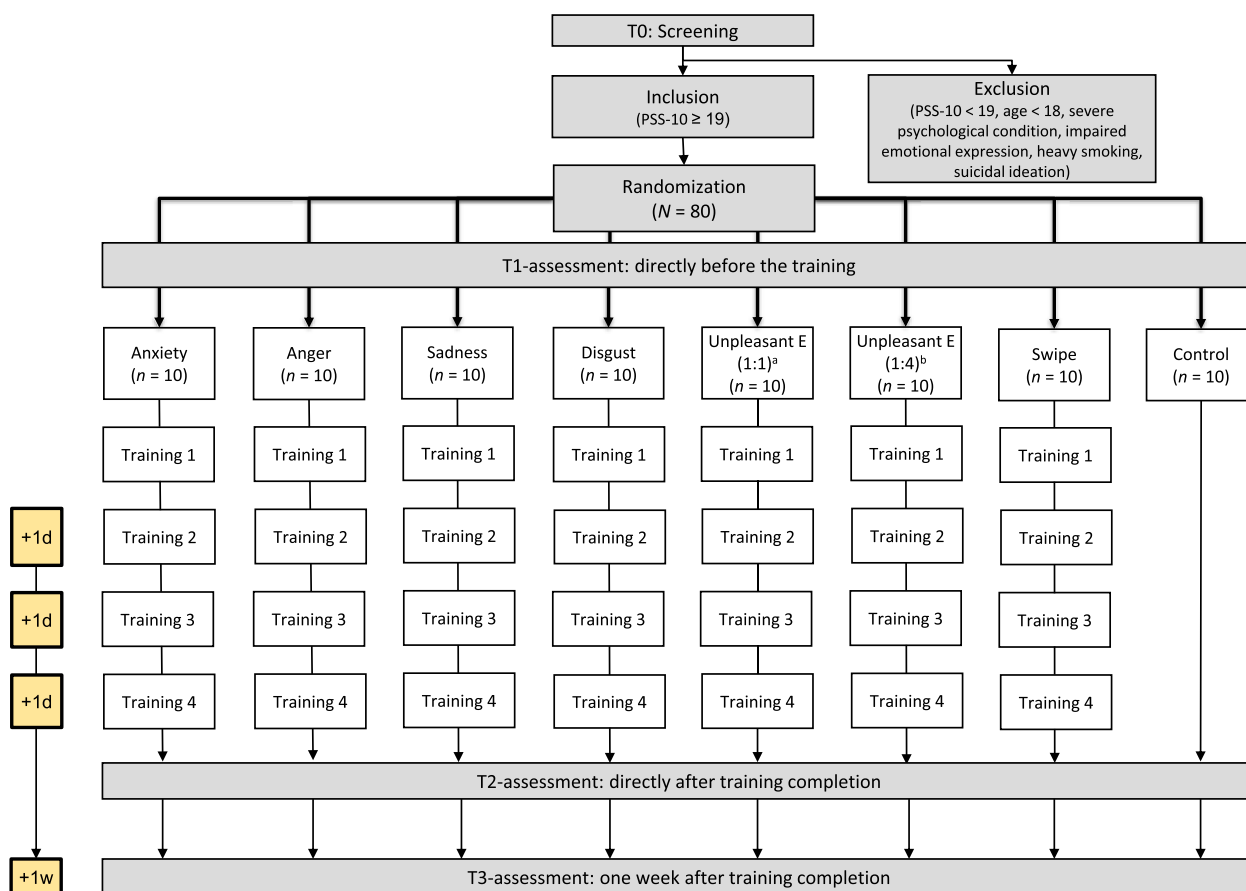 T0: Screening
Inclusion
(PSS-10 ≥ 19)
Exclusion
(PSS-10 < 19, age < 18, severe
psychological condition, impaired
emotional expression, heavy smoking,
suicidal ideation)
Randomization
(N = 80)
T1-assessment: directly before the training
Anxiety
(n = 10)
Anger
(n = 10)
Sadness
(n = 10)
Disgust
(n = 10)
Unpleasant E
(1:1)ᵃ
(n = 10)
Unpleasant E
(1:4)ᵇ
(n = 10)
Swipe
(n = 10)
Control
(n = 10)
Training 1 Training 1 Training 1 Training 1 Training 1 Training 1 Training 1
+1d Training 2 Training 2 Training 2 Training 2 Training 2 Training 2 Training 2
+1d Training 3 Training 3 Training 3 Training 3 Training 3 Training 3 Training 3
+1d Training 4 Training 4 Training 4 Training 4 Training 4 Training 4 Training 4
T2-assessment: directly after training completion
+1w T3-assessment: one week after training completion